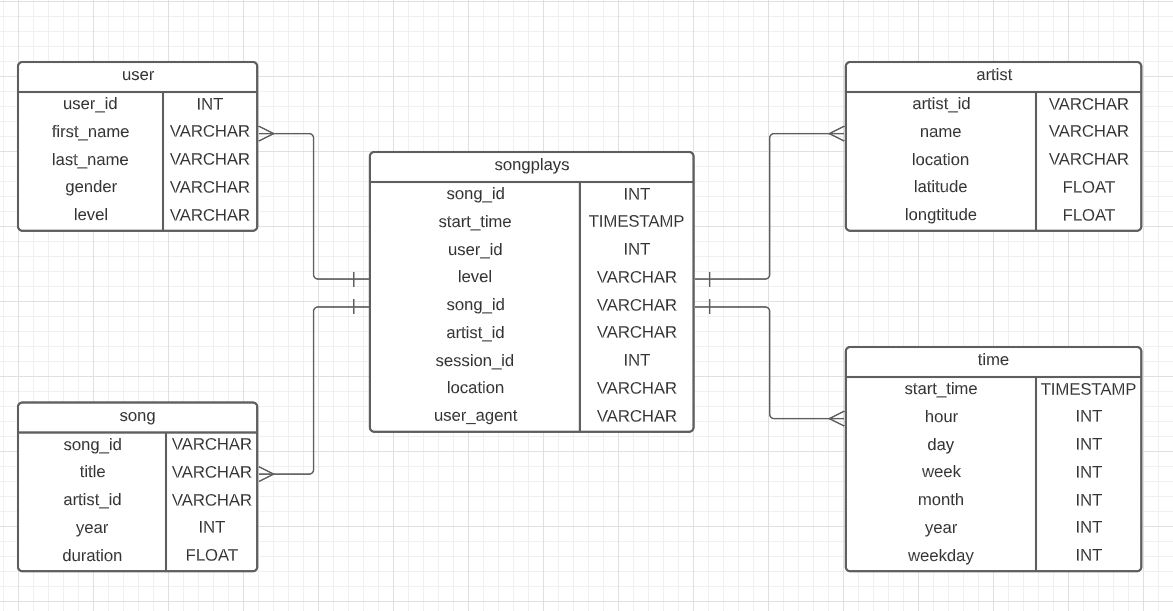 user
user_id INT
first_name VARCHAR
last_name VARCHAR
gender VARCHAR
level VARCHAR
song
song_id VARCHAR
title VARCHAR
artist_id VARCHAR
year INT
duration FLOAT
songplays
song_id INT
start_time TIMESTAMP
user_id INT
level VARCHAR
song_id VARCHAR
artist_id VARCHAR
session_id INT
location VARCHAR
user_agent VARCHAR
artist
artist_id VARCHAR
name VARCHAR
location VARCHAR
latitude FLOAT
longtitude FLOAT
time
start_time TIMESTAMP
hour INT
day INT
week INT
month INT
year INT
weekday INT